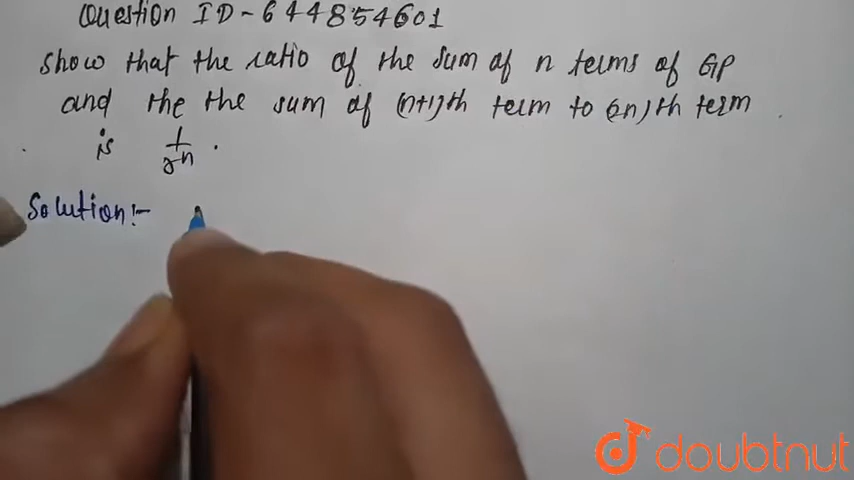 Question ID - 644854601
Show that the ratio of the sum of n terms of GP
and the the sum of (n+1)th term to (2n)th term
is 1/r^n .
Solution:-
doubtnut